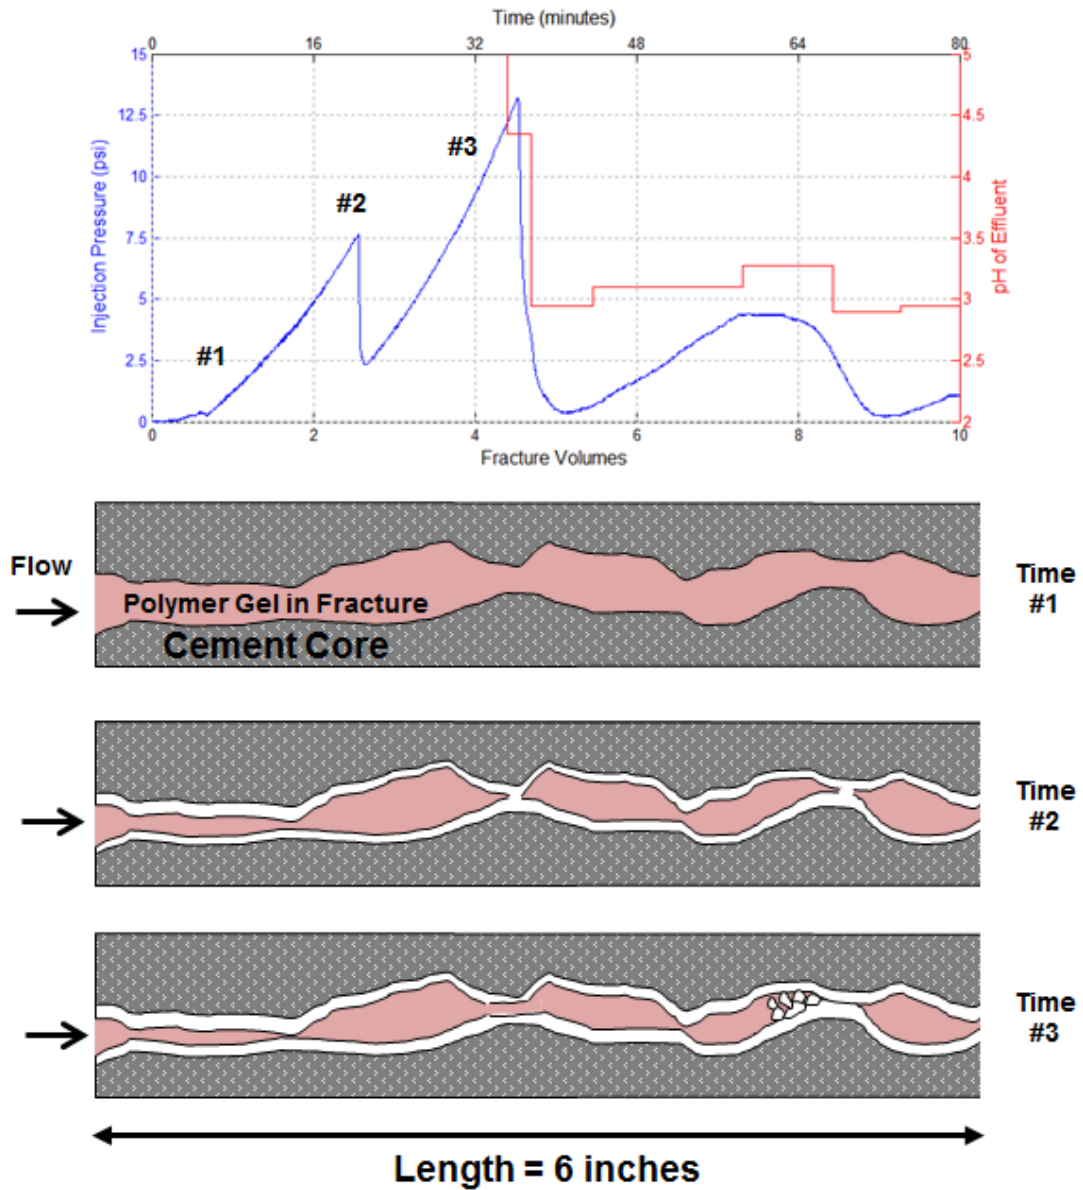 Time (minutes)
0 16 32 48 64 80
15 5
12.5 4.5
10 4
7.5 3.5
5 3
2.5 2.5
0 2
#1
#2
#3
Injection Pressure (psi)
pH of Effluent
0 2 4 6 8 10
Fracture Volumes
Flow
Polymer Gel in Fracture
Cement Core
Time
#1
Time
#2
Time
#3
Length = 6 inches